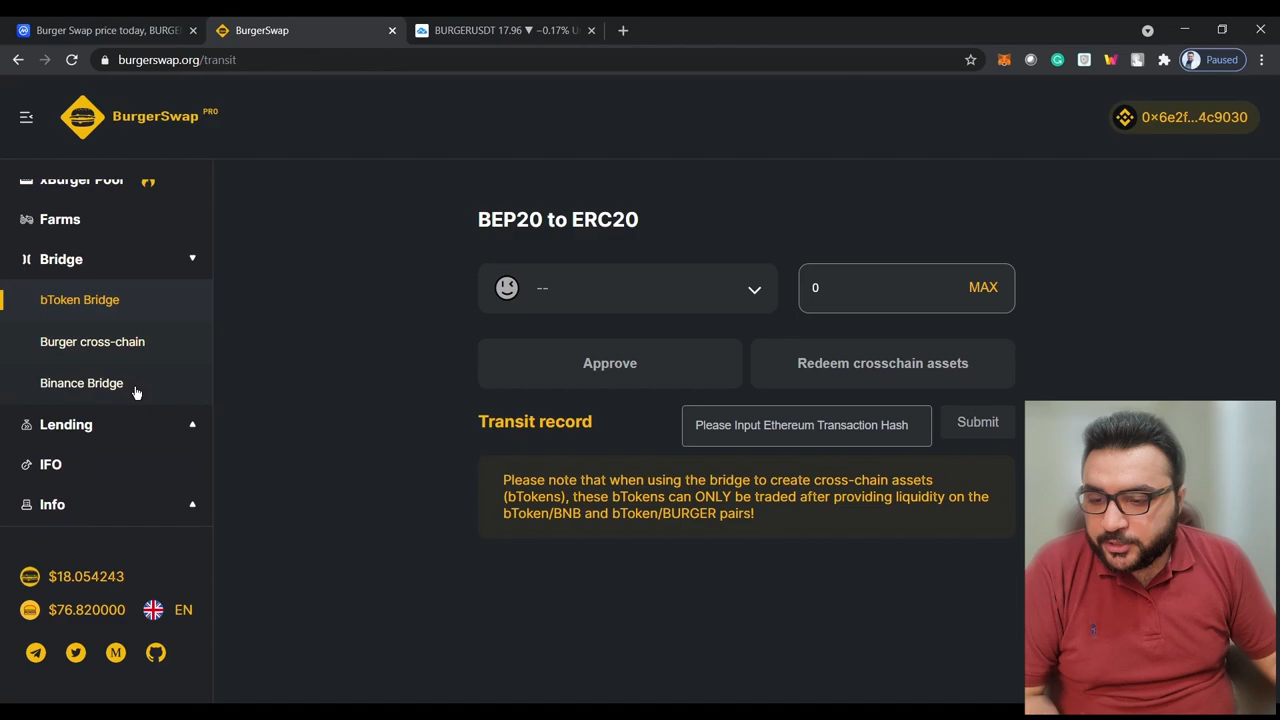 Burger Swap price today, BURGE
BurgerSwap
BURGERUSDT 17.96 ▼ −0.17% U
burgerswap.org/transit
Paused
BurgerSwap PRO
0×6e2f...4c9030
xBurger Pool
Farms
Bridge
bToken Bridge
Burger cross-chain
Binance Bridge
Lending
IFO
Info
$18.054243
$76.820000
EN
M
BEP20 to ERC20
--
0
MAX
Approve
Redeem crosschain assets
Transit record
Please Input Ethereum Transaction Hash
Submit
Please note that when using the bridge to create cross-chain assets
(bTokens), these bTokens can ONLY be traded after providing liquidity on the
bToken/BNB and bToken/BURGER pairs!